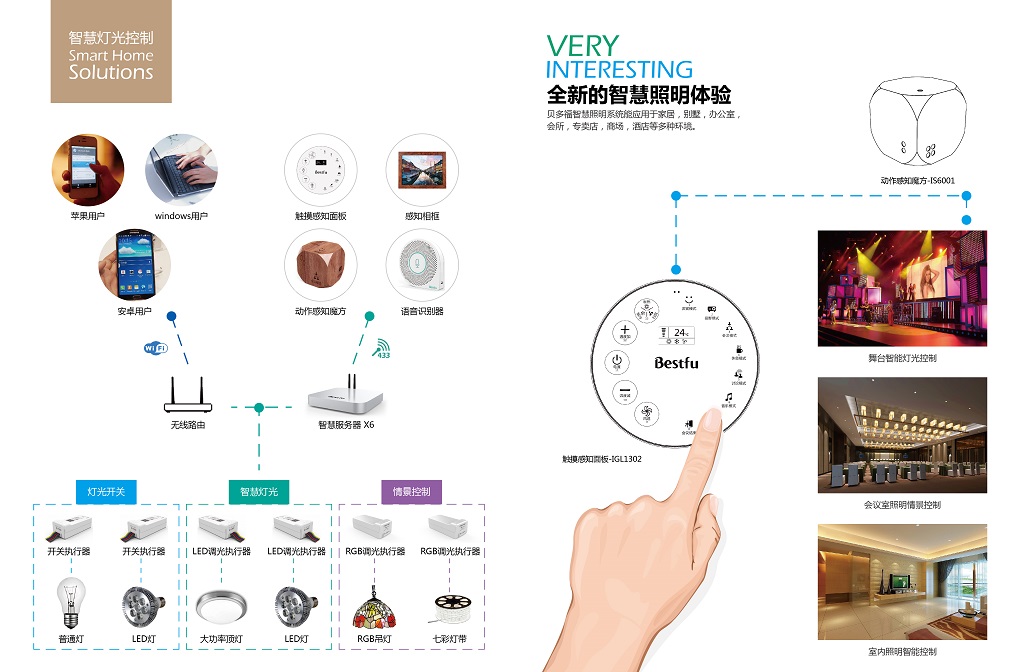 智慧灯光控制
Smart Home
Solutions
苹果用户
windows用户
安卓用户
触摸感知面板
感知相框
动作感知魔方
语音识别器
WiFi
433
无线路由
Bestfu
智慧服务器 X6
灯光开关
智慧灯光
情景控制
开关执行器
开关执行器
LED调光执行器
LED调光执行器
RGB调光执行器
RGB调光执行器
普通灯
LED灯
大功率顶灯
LED灯
RGB吊灯
七彩灯带
VERY
INTERESTING
全新的智慧照明体验
贝多福智慧照明系统能应用于家居，别墅，办公室，
会所，专卖店，商场，酒店等多种环境。
动作感知魔方-IS6001
24℃
Bestfu
触摸感知面板-IGL1302
舞台智能灯光控制
会议室照明情景控制
室内照明智能控制